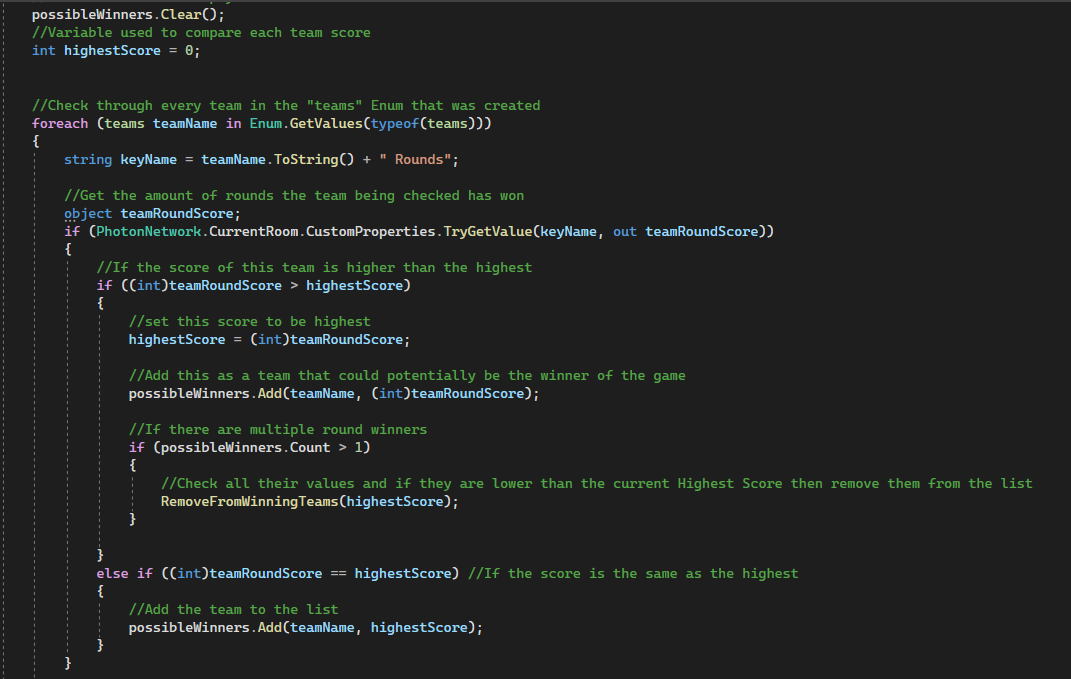 possibleWinners.Clear();
//Variable used to compare each team score
int highestScore = 0;
//Check through every team in the "teams" Enum that was created
foreach (teams teamName in Enum.GetValues(typeof(teams)))
{
string keyName = teamName.ToString() + " Rounds";
//Get the amount of rounds the team being checked has won
object teamRoundScore;
if (PhotonNetwork.CurrentRoom.CustomProperties.TryGetValue(keyName, out teamRoundScore))
{
//If the score of this team is higher than the highest
if ((int)teamRoundScore > highestScore)
{
//set this score to be highest
highestScore = (int)teamRoundScore;
//Add this as a team that could potentially be the winner of the game
possibleWinners.Add(teamName, (int)teamRoundScore);
//If there are multiple round winners
if (possibleWinners.Count > 1)
{
//Check all their values and if they are lower than the current Highest Score then remove them from the list
RemoveFromWinningTeams(highestScore);
}
}
else if ((int)teamRoundScore == highestScore) //If the score is the same as the highest
{
//Add the team to the list
possibleWinners.Add(teamName, highestScore);
}
}